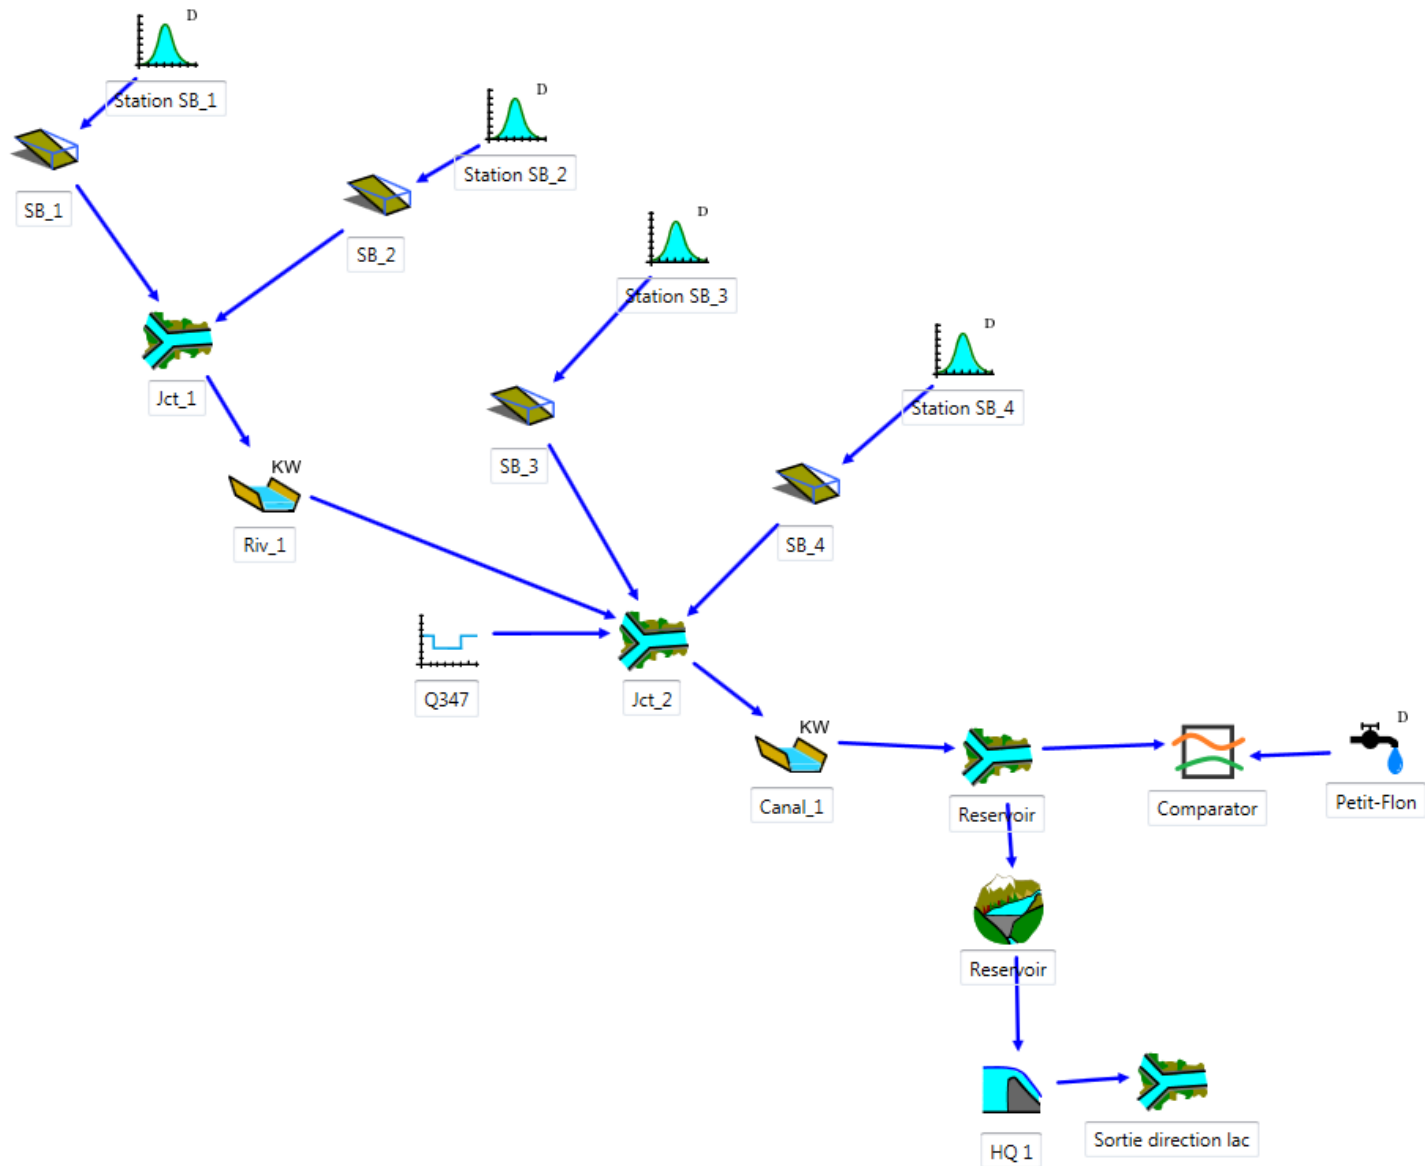 D
Station SB_1
SB_1
D
Station SB_2
SB_2
D
Station SB_3
SB_3
D
Station SB_4
SB_4
Jct_1
KW
Riv_1
Q347
Jct_2
KW
Canal_1
Reservoir
Comparator
D
Petit-Flon
Reservoir
HQ 1
Sortie direction lac